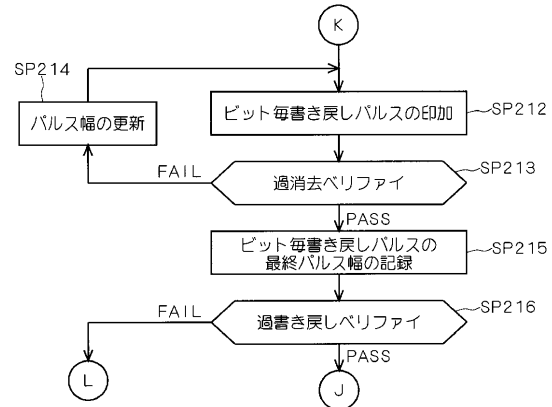 K
SP214
パルス幅の更新
ビット毎書き戻しパルスの印加
SP212
FAIL
過消去ベリファイ
SP213
PASS
ビット毎書き戻しパルスの
最終パルス幅の記録
SP215
FAIL
過書き戻しベリファイ
SP216
PASS
L
J